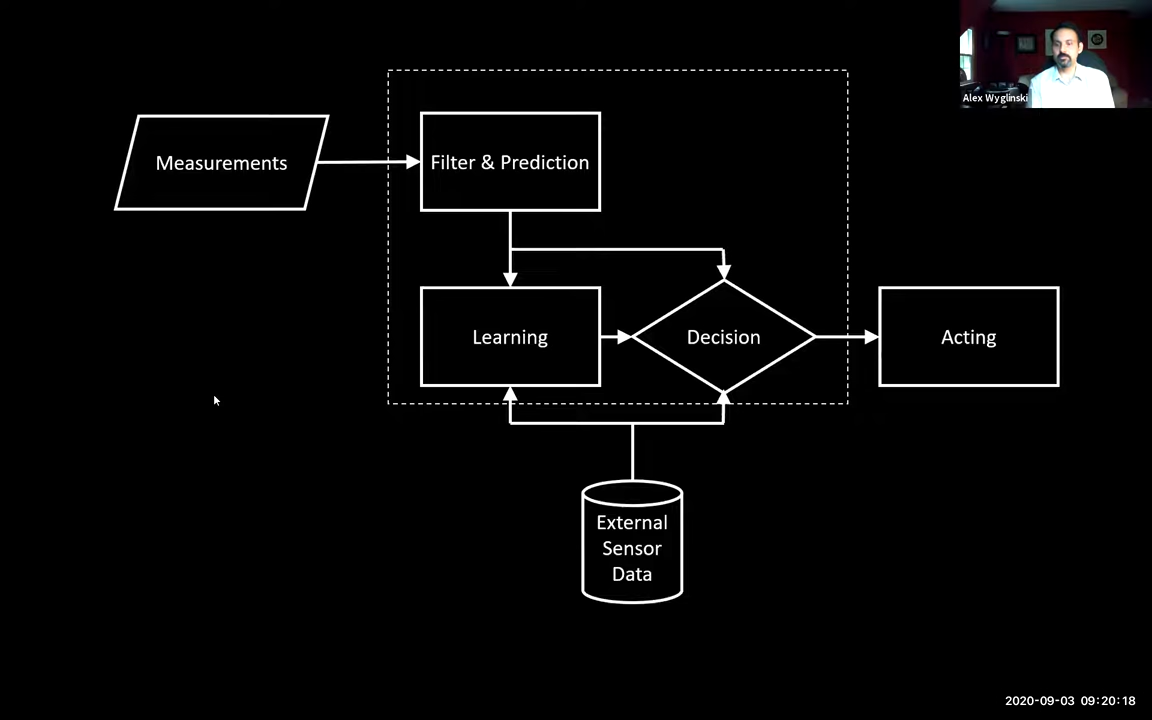 Alex Wyglinski
Measurements
Filter & Prediction
Learning
Decision
Acting
External
Sensor
Data
2020-09-03 09:20:18